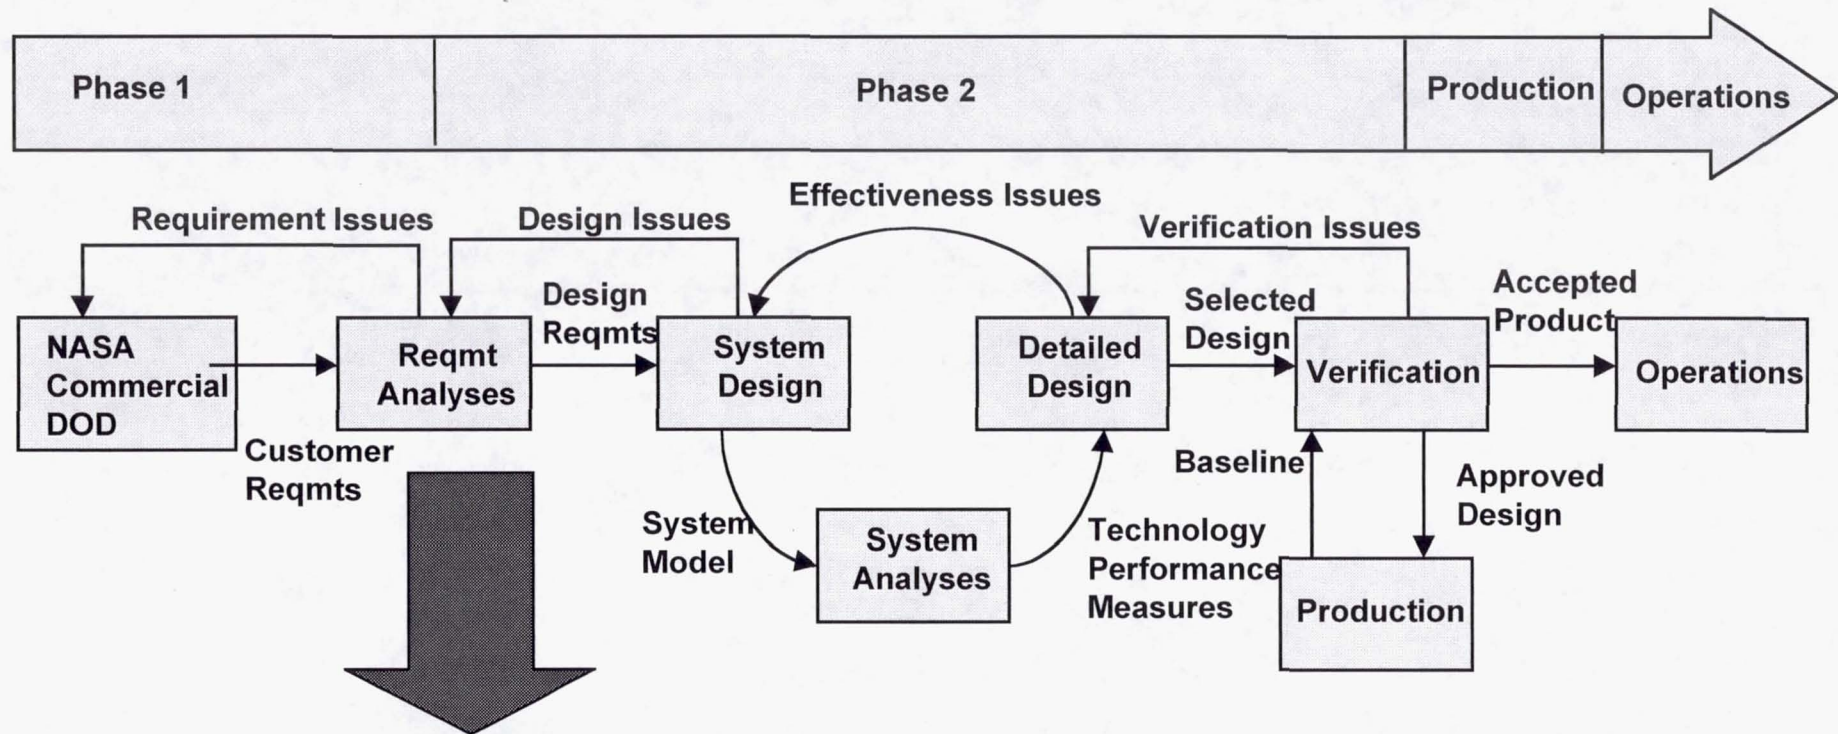 Phase 1
Phase 2
Production
Operations
Requirement Issues
Design Issues
Effectiveness Issues
Verification Issues
NASA
Commercial
DOD
Customer
Reqmts
Reqmt
Analyses
Design
Reqmts
System
Design
System
Model
System
Analyses
Technology
Performance
Measures
Detailed
Design
Selected
Design
Verification
Accepted
Product
Operations
Baseline
Approved
Design
Production